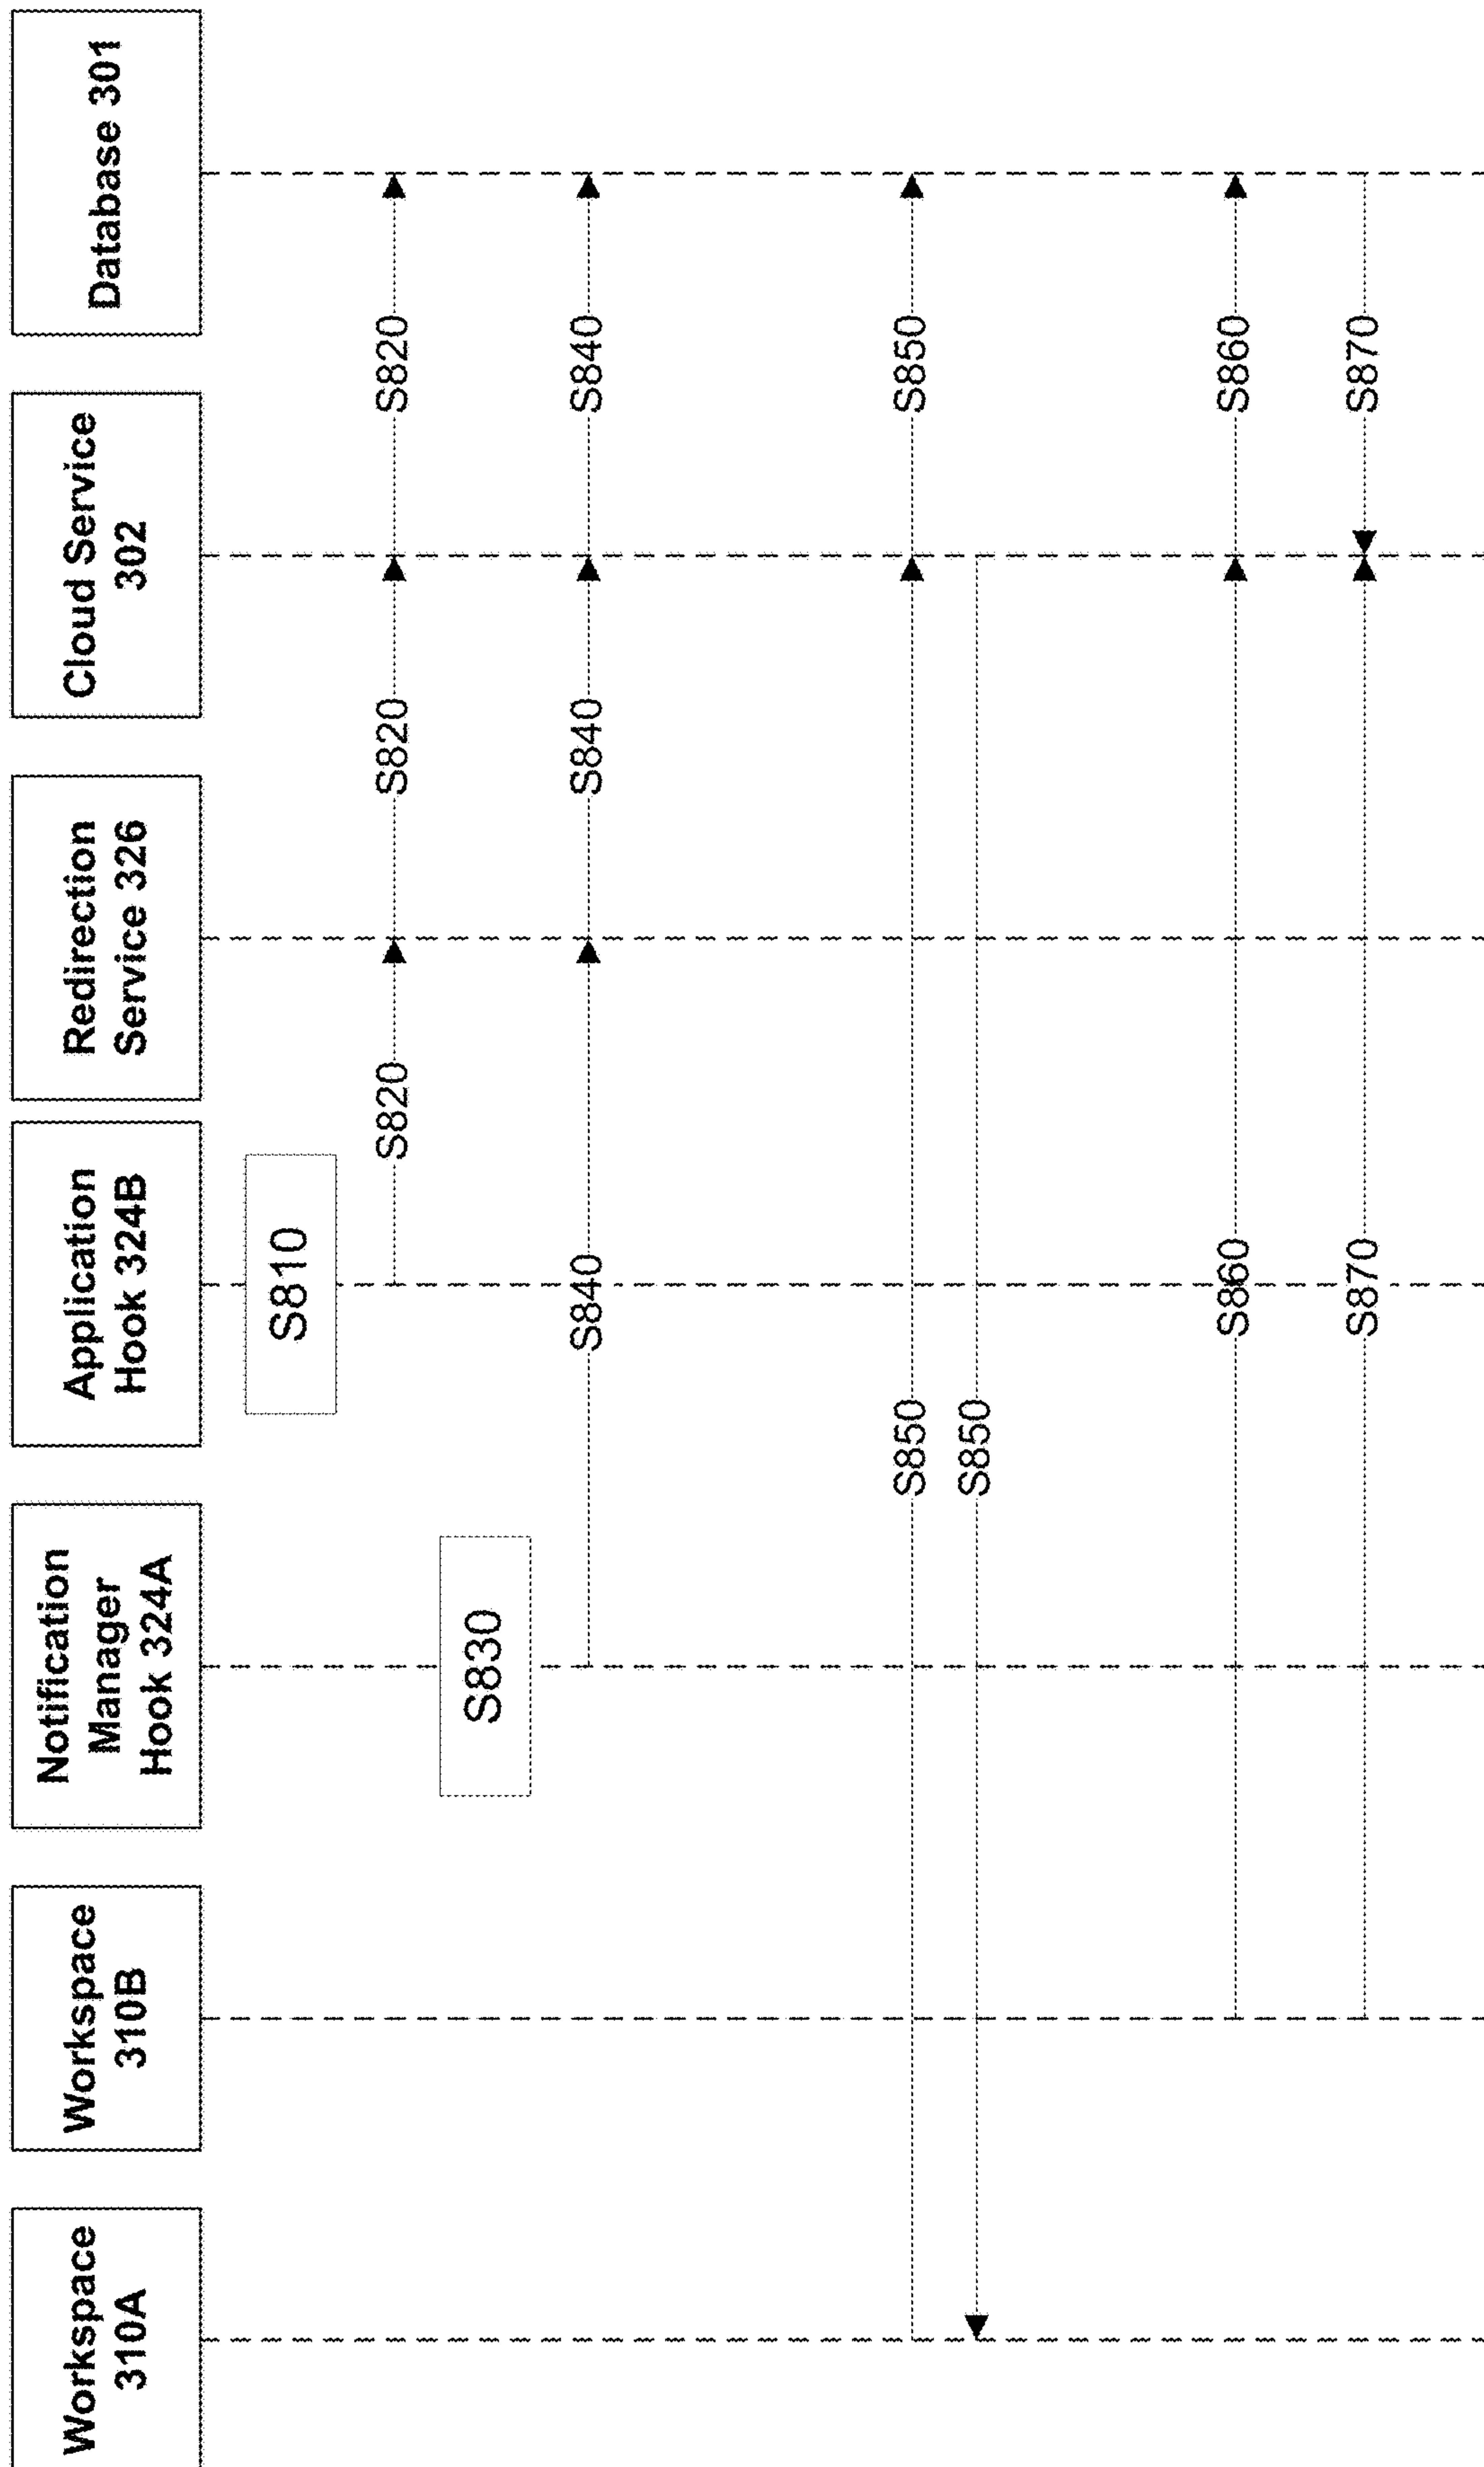 Workspace
310A
Workspace
310B
Notification
Manager
Hook 324A
Application
Hook 324B
Redirection
Service 326
Cloud Service
302
Database 301
S810
S820
S820
S820
S830
S840
S840
S840
S850
S850
S850
S860
S860
S870
S870